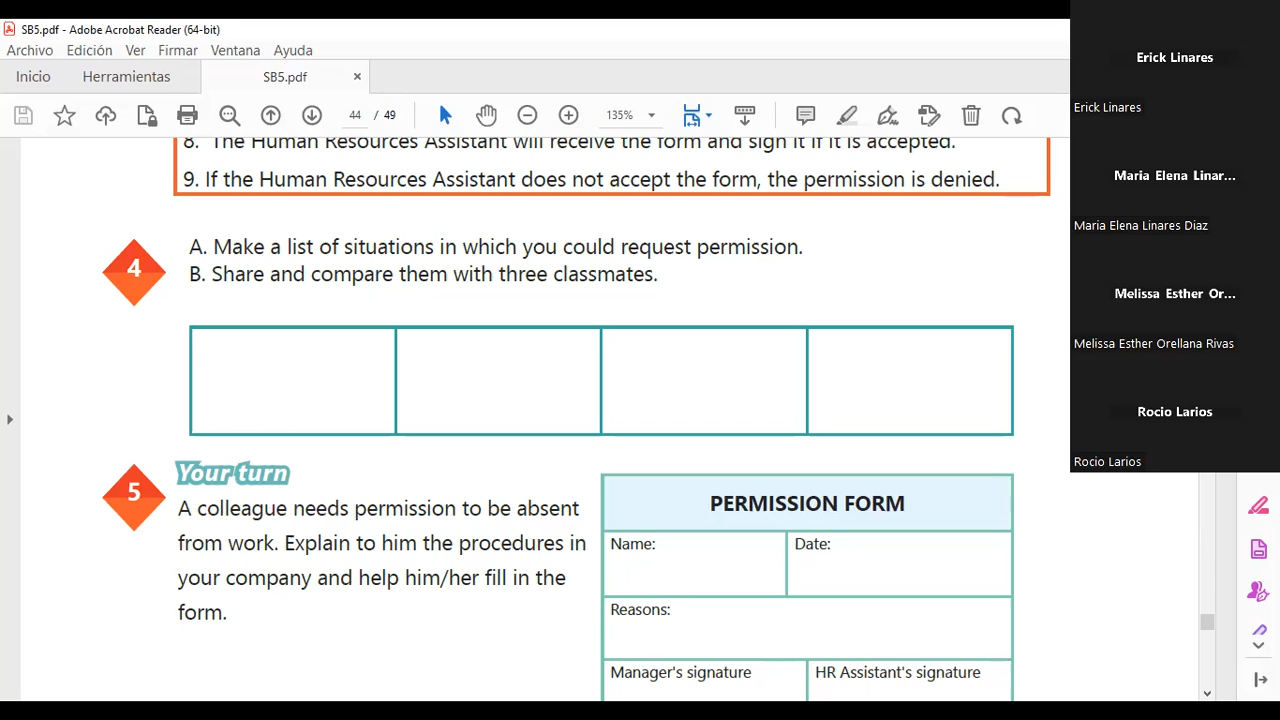 SB5.pdf - Adobe Acrobat Reader (64-bit)
Archivo Edición Ver Firmar Ventana Ayuda
Inicio Herramientas SB5.pdf ×
44 / 49 135%
8. The Human Resources Assistant will receive the form and sign it if it is accepted.
9. If the Human Resources Assistant does not accept the form, the permission is denied.
4
A. Make a list of situations in which you could request permission.
B. Share and compare them with three classmates.
5
Your turn
A colleague needs permission to be absent
from work. Explain to him the procedures in
your company and help him/her fill in the
form.
PERMISSION FORM
Name: Date:
Reasons:
Manager's signature HR Assistant's signature
Erick Linares
Erick Linares
Maria Elena Linar...
Maria Elena Linares Diaz
Melissa Esther Or...
Melissa Esther Orellana Rivas
Rocio Larios
Rocio Larios